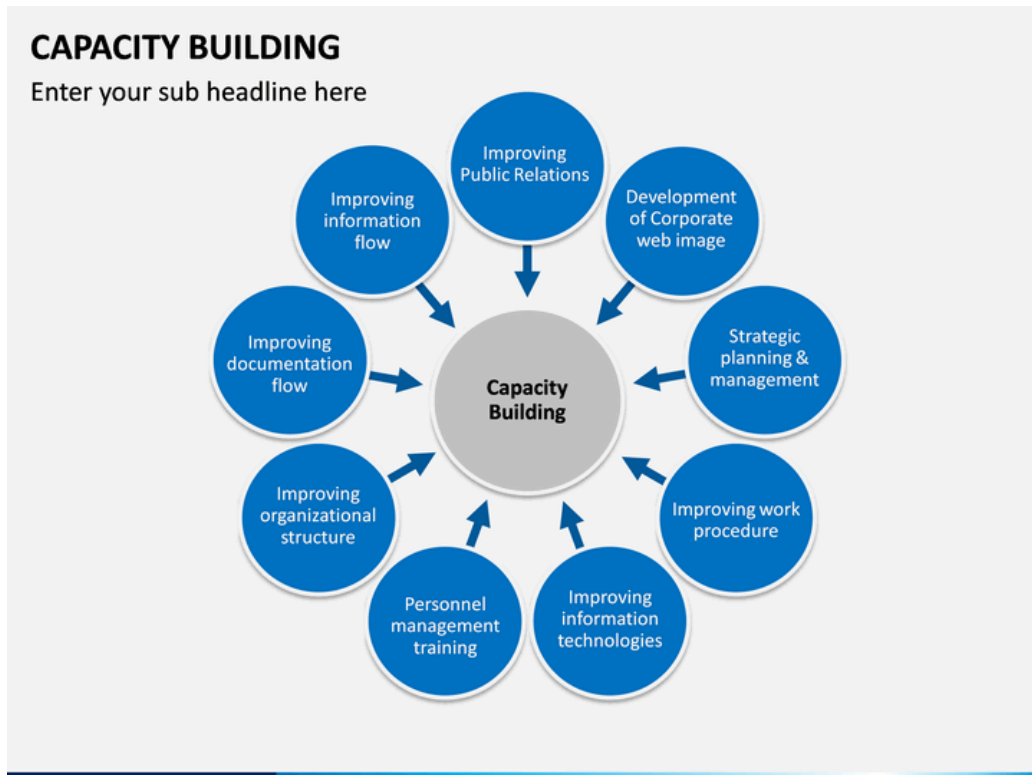 CAPACITY BUILDING
Enter your sub headline here
Improving
Public Relations
Development
of Corporate
web image
Strategic
planning &
management
Improving work
procedure
Improving
information
technologies
Personnel
management
training
Improving
organizational
structure
Improving
documentation
flow
Improving
information
flow
Capacity
Building